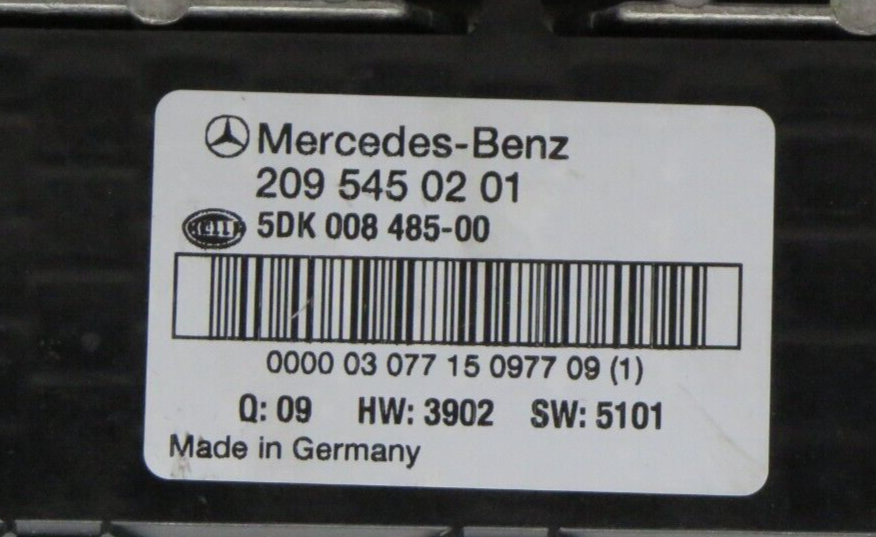 Mercedes-Benz
209 545 02 01
HELLA 5DK 008 485-00
0000 03 077 15 0977 09 (1)
Q: 09 HW: 3902 SW: 5101
Made in Germany